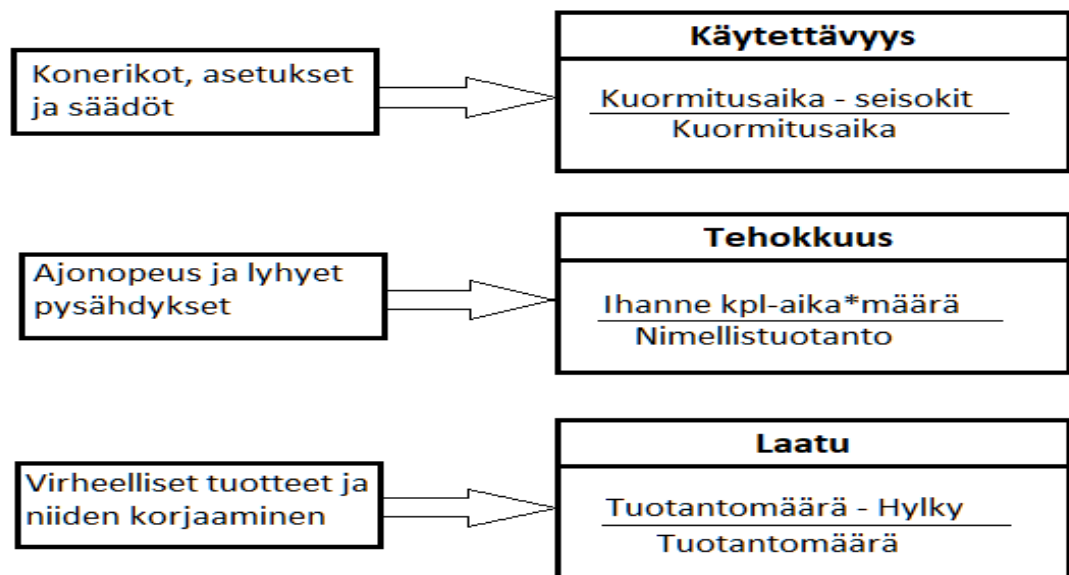 Konerikot, asetukset
ja säädöt
Käytettävyys
Kuormitusaika - seisokit
Kuormitusaika
Ajonopeus ja lyhyet
pysähdykset
Tehokkuus
Ihanne kpl-aika*määrä
Nimellistuotanto
Virheelliset tuotteet ja
niiden korjaaminen
Laatu
Tuotantomäärä - Hylky
Tuotantomäärä